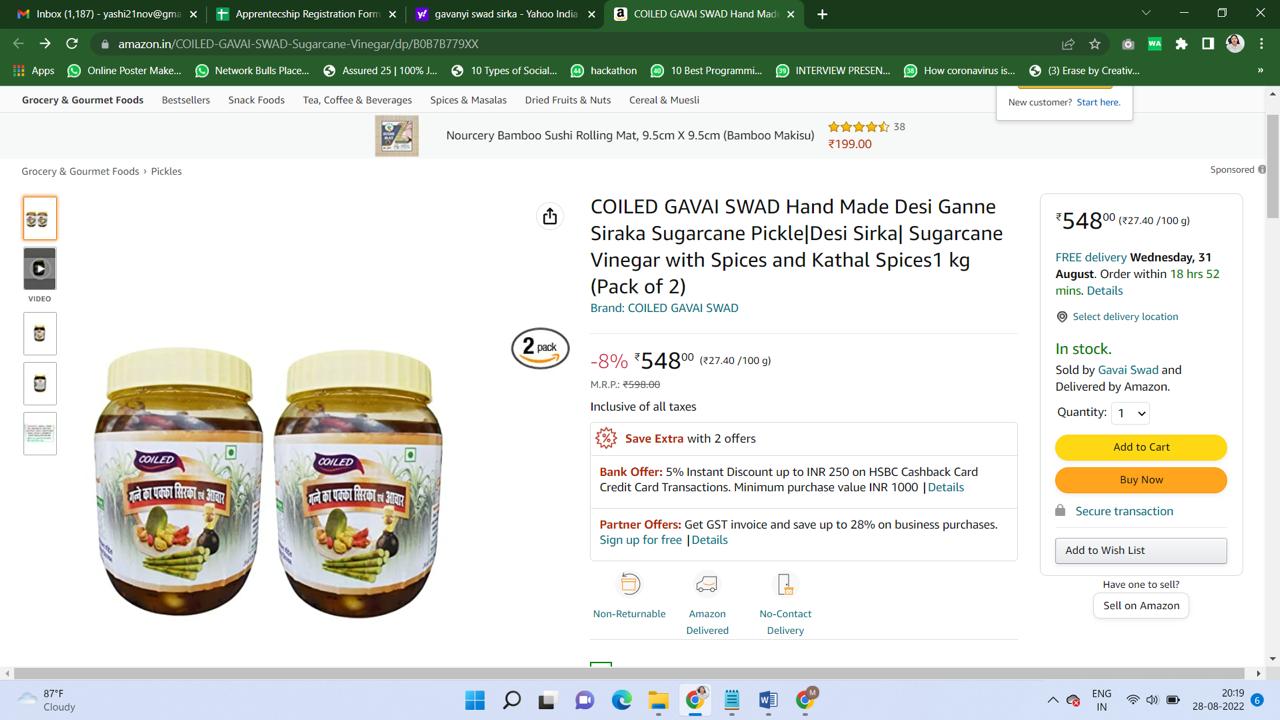 Inbox (1,187) - yashi21nov@gma
Apprentecship Registration Form
gavanyi swad sirka - Yahoo India
COILED GAVAI SWAD Hand Made
amazon.in/COILED-GAVAI-SWAD-Sugarcane-Vinegar/dp/B0B7B779XX
WA
Apps
Online Poster Make...
Network Bulls Place...
Assured 25 | 100% J...
10 Types of Social...
hackathon
10 Best Programmi...
INTERVIEW PRESEN...
How coronavirus is...
(3) Erase by Creativ...
»
Grocery & Gourmet Foods
Bestsellers
Snack Foods
Tea, Coffee & Beverages
Spices & Masalas
Dried Fruits & Nuts
Cereal & Muesli
New customer? Start here.
Nourcery Bamboo Sushi Rolling Mat, 9.5cm X 9.5cm (Bamboo Makisu)
38
₹199.00
Grocery & Gourmet Foods › Pickles
Sponsored
VIDEO
COILED
गन्ने का पक्का सिरका एवं आचार
COILED
गन्ने का पक्का सिरका एवं आचार
2 pack
COILED GAVAI SWAD Hand Made Desi Ganne
Siraka Sugarcane Pickle|Desi Sirka| Sugarcane
Vinegar with Spices and Kathal Spices1 kg
(Pack of 2)
Brand: COILED GAVAI SWAD
-8% ₹548⁰⁰ (₹27.40 /100 g)
M.R.P.: ₹598.00
Inclusive of all taxes
Save Extra with 2 offers
Bank Offer: 5% Instant Discount up to INR 250 on HSBC Cashback Card
Credit Card Transactions. Minimum purchase value INR 1000 | Details
Partner Offers: Get GST invoice and save up to 28% on business purchases.
Sign up for free | Details
Non-Returnable
Amazon
Delivered
No-Contact
Delivery
₹548⁰⁰ (₹27.40 /100 g)
FREE delivery Wednesday, 31
August. Order within 18 hrs 52
mins. Details
Select delivery location
In stock.
Sold by Gavai Swad and
Delivered by Amazon.
Quantity: 1
Add to Cart
Buy Now
Secure transaction
Add to Wish List
Have one to sell?
Sell on Amazon
87°F
Cloudy
M
ENG
IN
20:19
28-08-2022
6